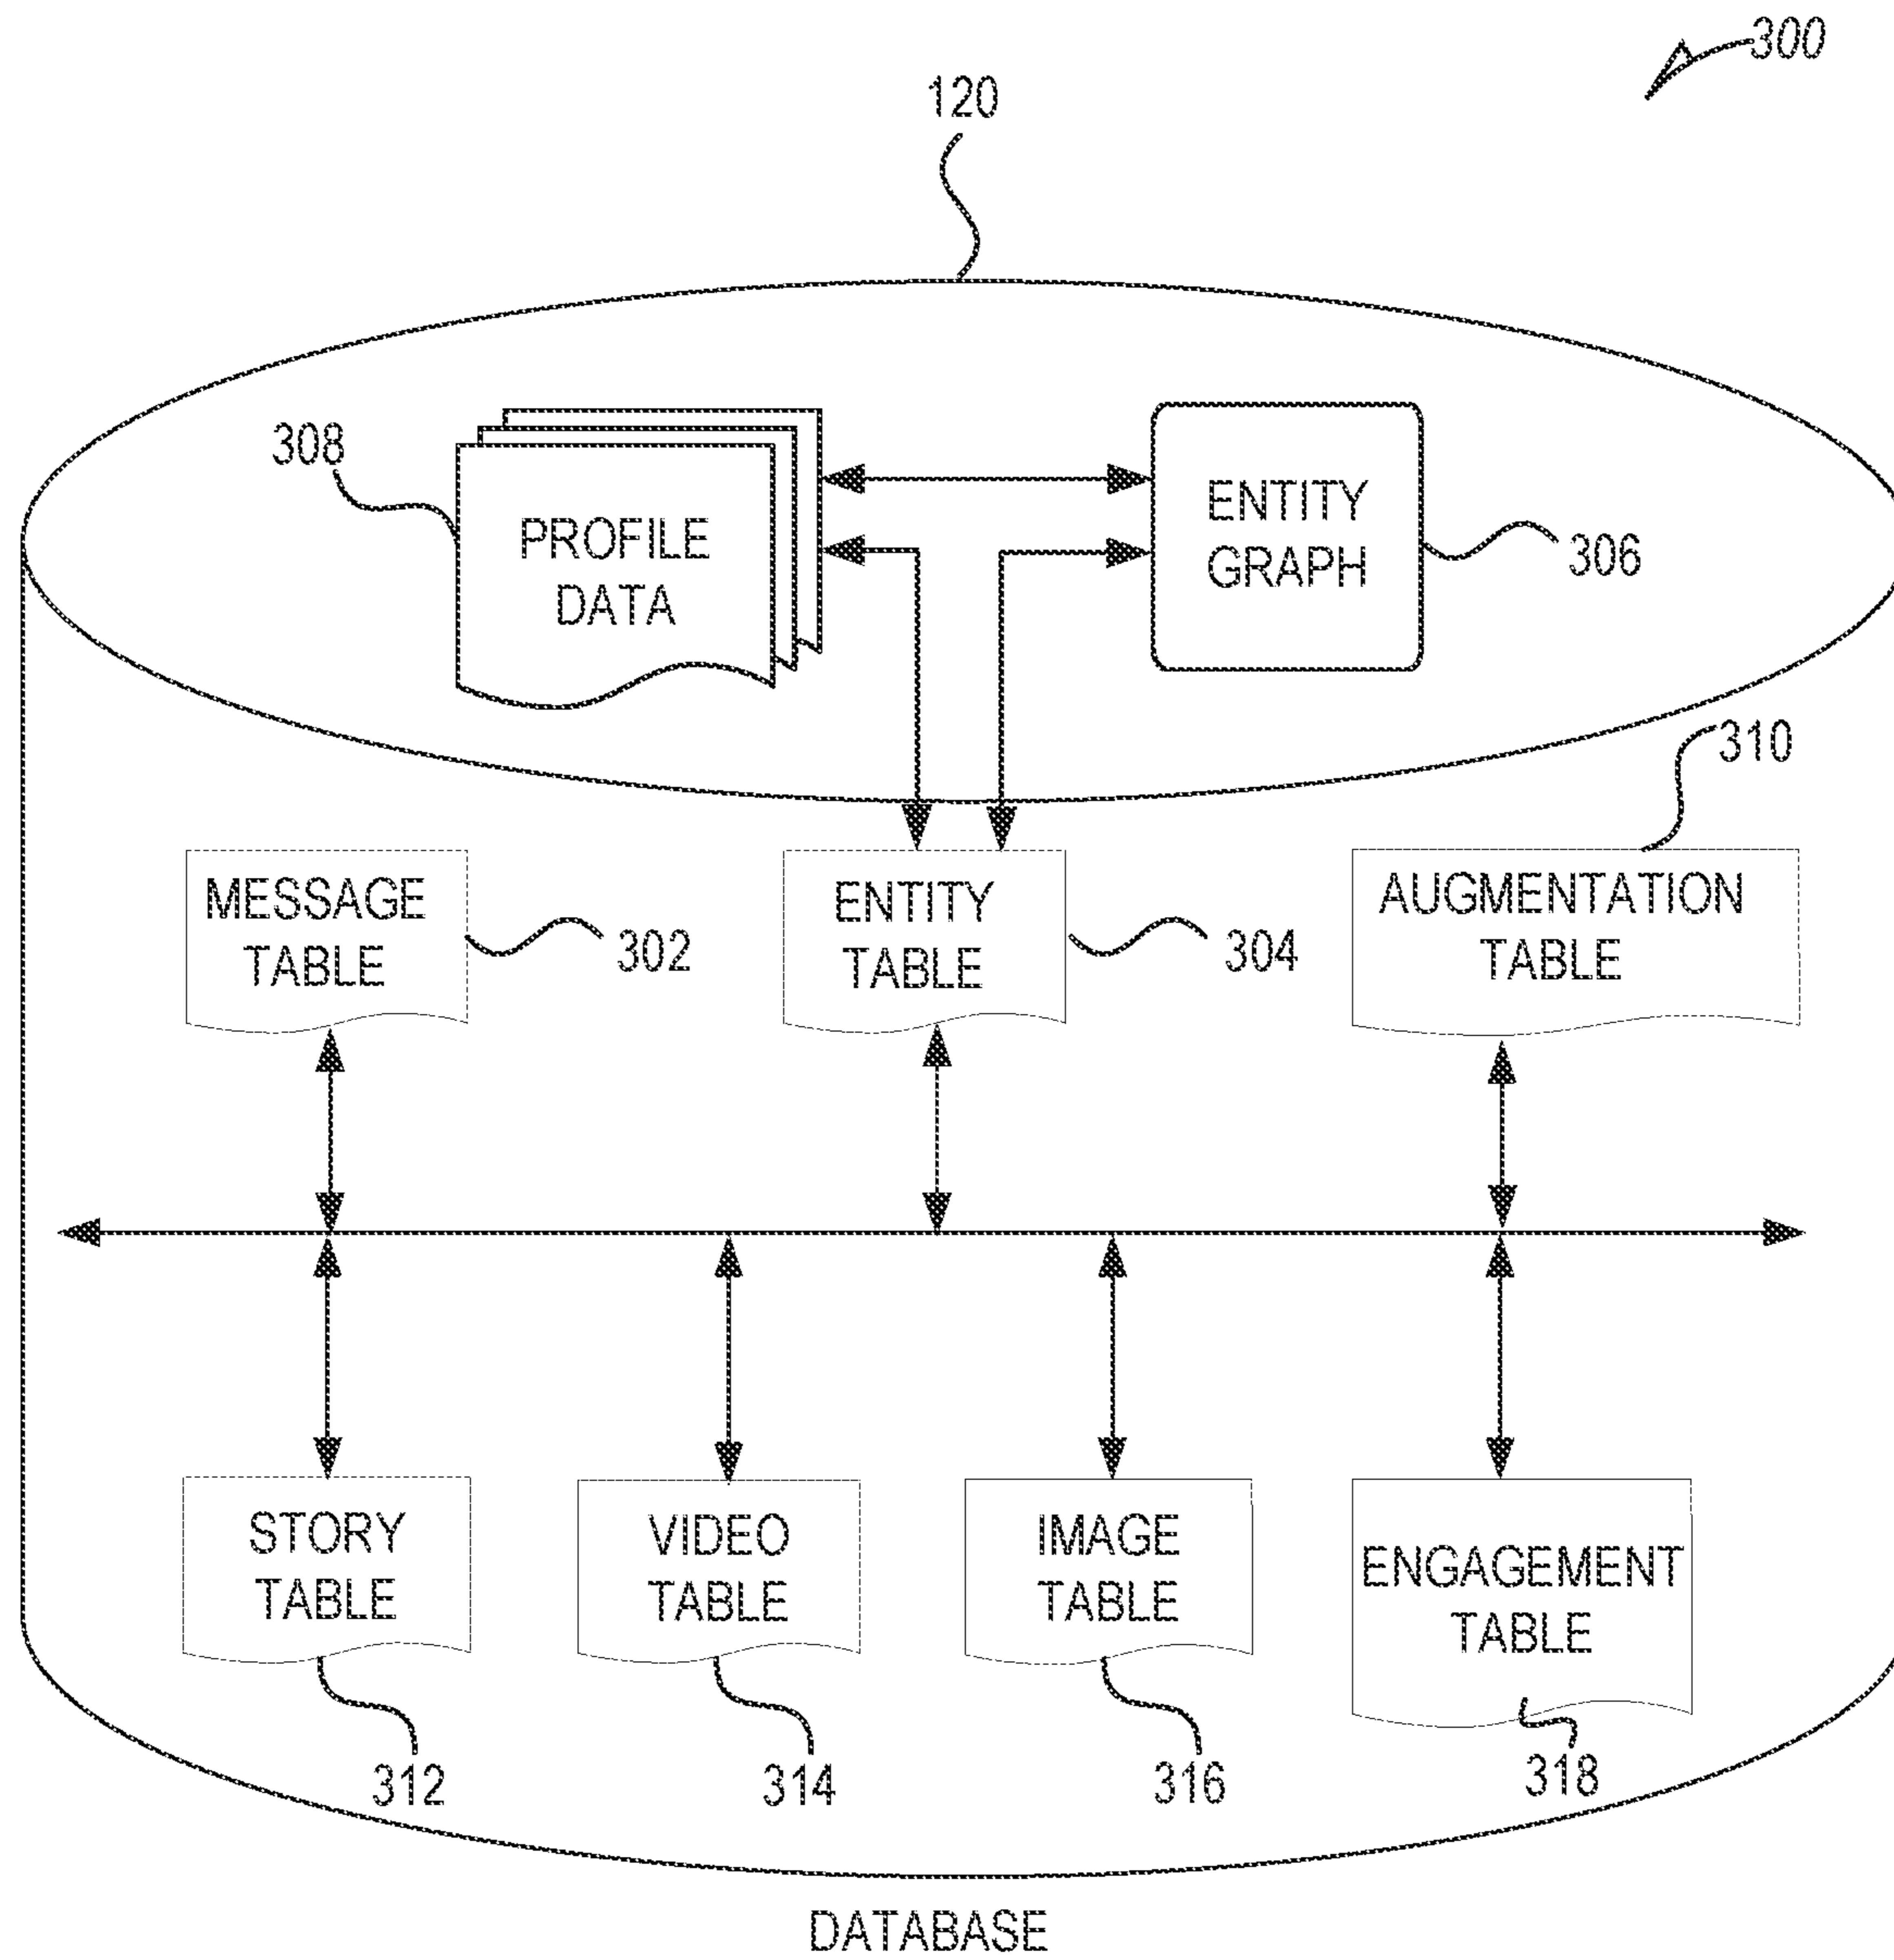 300
120
308
PROFILE
DATA
ENTITY
GRAPH
306
310
MESSAGE
TABLE
302
ENTITY
TABLE
304
AUGMENTATION
TABLE
STORY
TABLE
VIDEO
TABLE
IMAGE
TABLE
ENGAGEMENT
TABLE
312
314
316
318
DATABASE